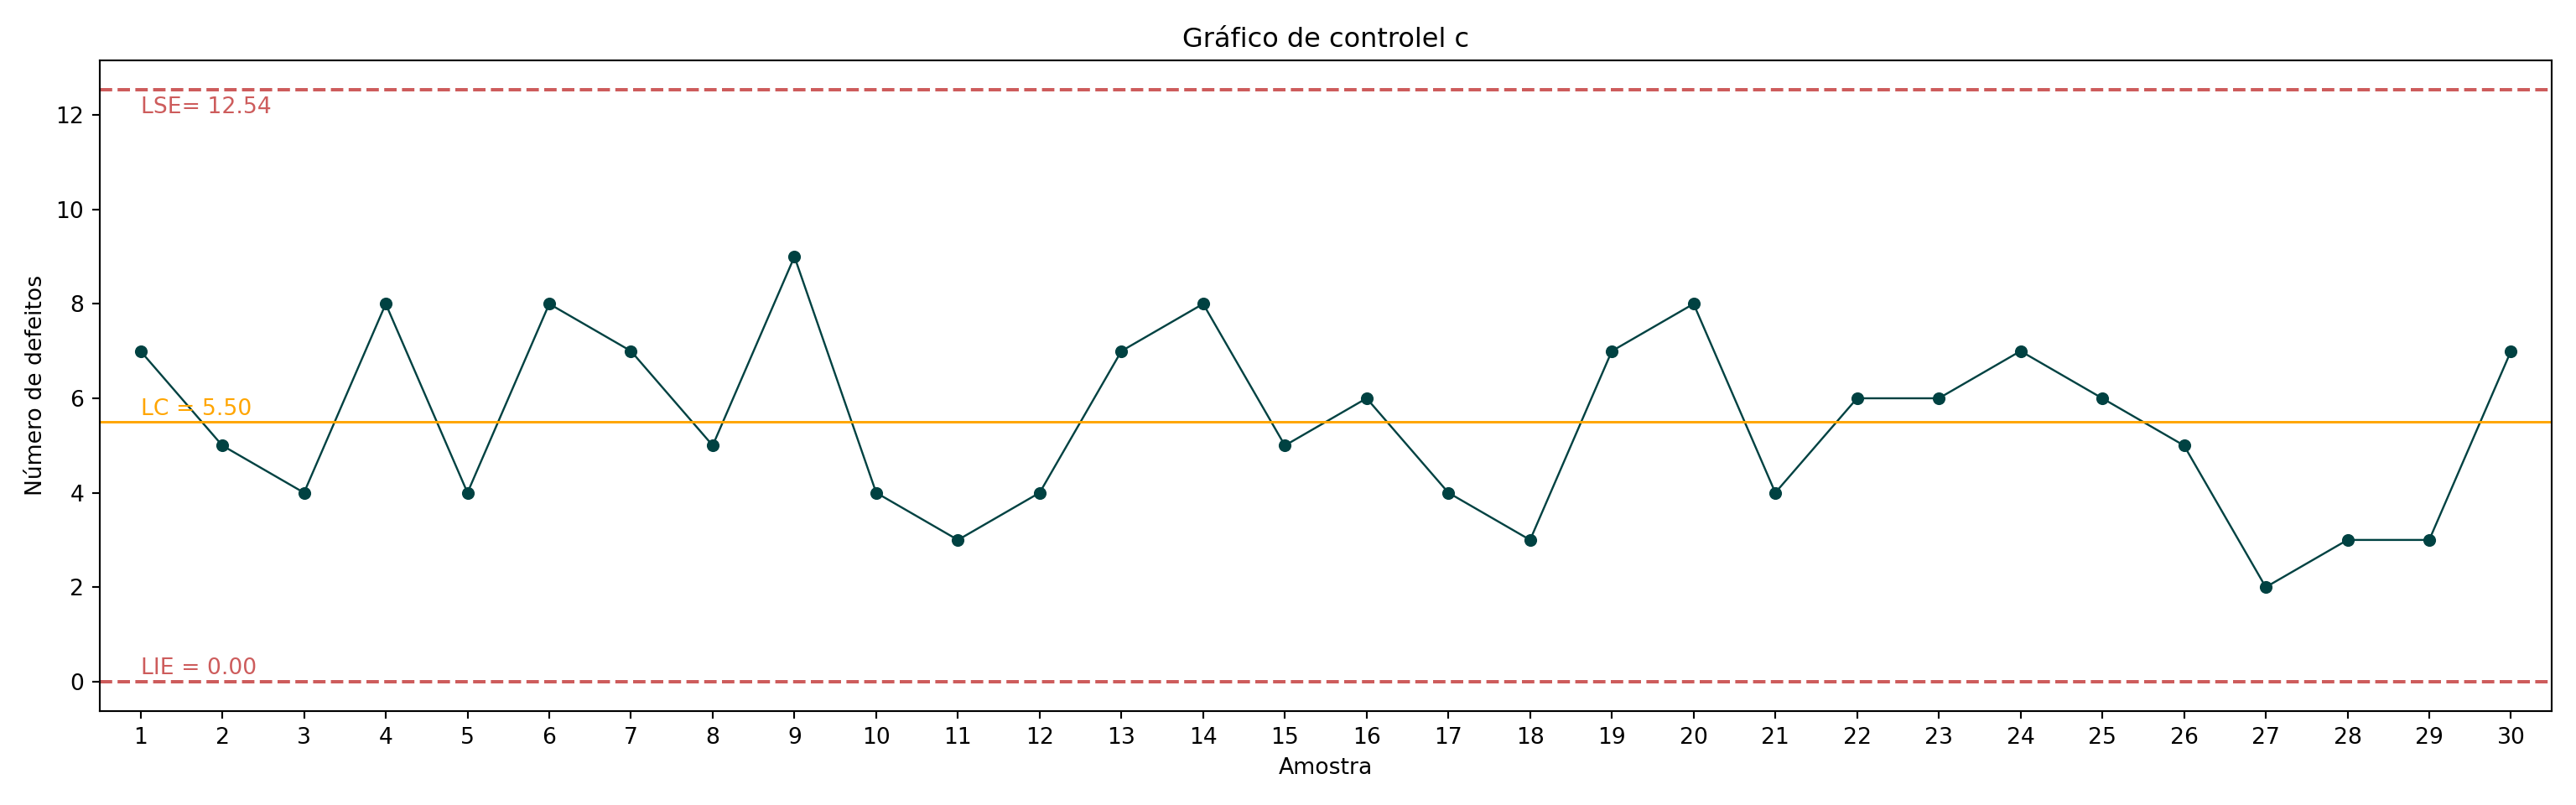 Gráfico de controlel c
Número de defeitos
12
10
8
6
4
2
0
LSE= 12.54
LC = 5.50
LIE = 0.00
1 2 3 4 5 6 7 8 9 10 11 12 13 14 15 16 17 18 19 20 21 22 23 24 25 26 27 28 29 30
Amostra